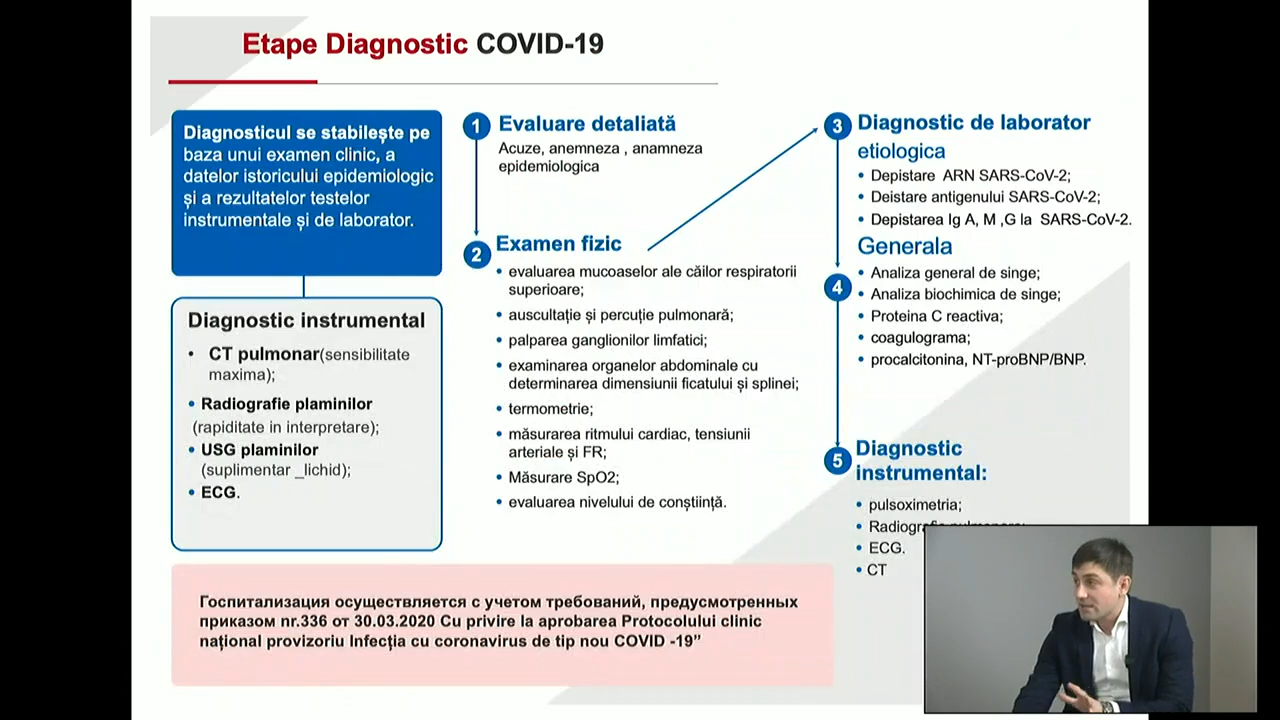 Etape Diagnostic COVID-19
Diagnosticul se stabilește pe
baza unui examen clinic, a
datelor istoricului epidemiologic
și a rezultatelor testelor
instrumentale și de laborator.
Diagnostic instrumental
• CT pulmonar(sensibilitate
maxima);
• Radiografie plaminilor
(rapiditate in interpretare);
• USG plaminilor
(suplimentar _lichid);
• ECG.
1 Evaluare detaliată
Acuze, anemneza , anamneza
epidemiologica
2 Examen fizic
• evaluarea mucoaselor ale căilor respiratorii
superioare;
• auscultație și percuție pulmonară;
• palparea ganglionilor limfatici;
• examinarea organelor abdominale cu
determinarea dimensiunii ficatului și splinei;
• termometrie;
• măsurarea ritmului cardiac, tensiunii
arteriale și FR;
• Măsurare SpO2;
• evaluarea nivelului de conștiință.
3 Diagnostic de laborator
etiologica
• Depistare ARN SARS-CoV-2;
• Deistare antigenului SARS-CoV-2;
• Depistarea Ig A, M ,G la SARS-CoV-2.
Generala
4
• Analiza general de singe;
• Analiza biochimica de singe;
• Proteina C reactiva;
• coagulograma;
• procalcitonina, NT-proBNP/BNP.
5 Diagnostic
instrumental:
• pulsoximetria;
• Radiografie
• ECG.
• CT
Госпитализация осуществляется с учетом требований, предусмотренных
приказом nr.336 от 30.03.2020 Cu privire la aprobarea Protocolului clinic
național provizoriu Infecția cu coronavirus de tip nou COVID -19”